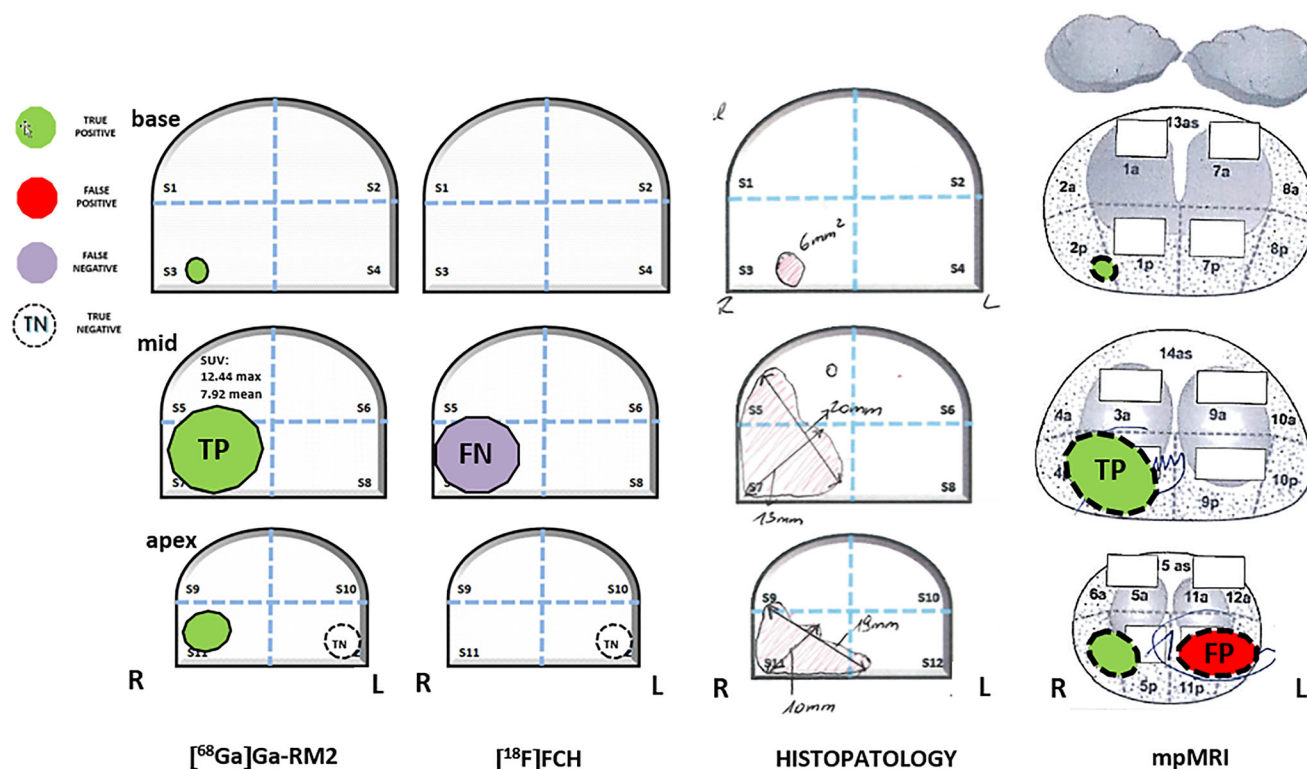 TRUE
POSITIVE
FALSE
POSITIVE
FALSE
NEGATIVE
TN
TRUE
NEGATIVE
base
S1
S2
S3
S4
S1
S2
S3
S4
S1
S2
S3
S4
6mm²
R
L
13as
2a
1a
7a
8a
2p
1p
7p
8p
mid
SUV:
12.44 max
7.92 mean
S5
S6
TP
S7
S8
S5
S6
FN
S8
S5
S6
20mm
S7
S8
13mm
14as
4a
3a
9a
10a
4
TP
9p
10p
apex
S9
S10
S11
TN
R
L
S9
S10
S11
TN
R
L
S9
S10
19mm
S11
S12
10mm
R
L
5 as
6a
5a
11a
12a
FP
5p
11p
R
L
[⁶⁸Ga]Ga-RM2
[¹⁸F]FCH
HISTOPATOLOGY
mpMRI